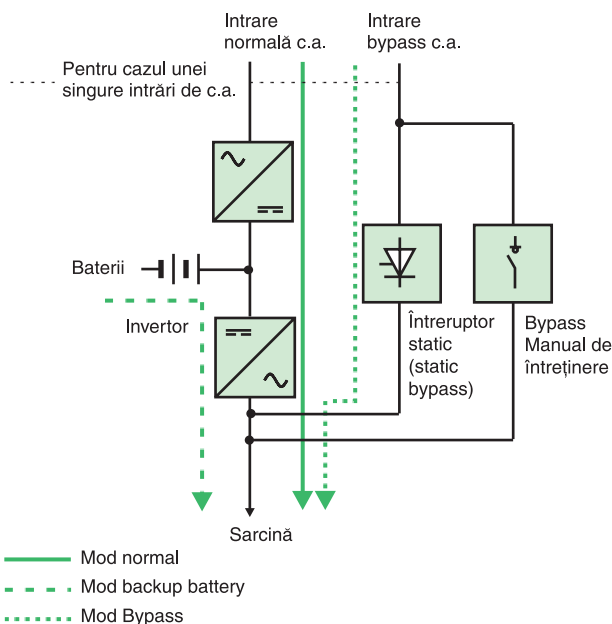 Intrare
normală c.a.
Intrare
bypass c.a.
Pentru cazul unei
singure intrări de c.a.
Baterii
Invertor
Întreruptor
static
(static
bypass)
Bypass
Manual de
întreținere
Sarcină
Mod normal
Mod backup battery
Mod Bypass